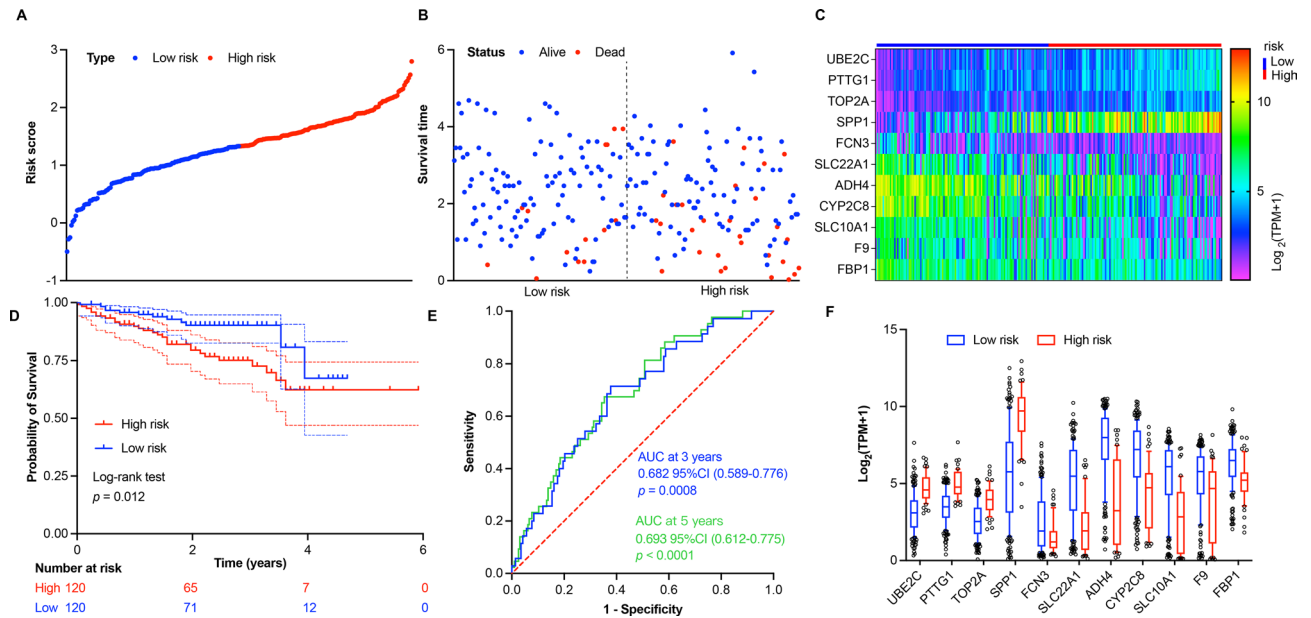 A
Type
Low risk
High risk
Risk scroe
3
2
1
0
-1
B
Status
Alive
Dead
Survival time
6
4
2
0
Low risk
High risk
C
risk
Low
High
UBE2C
PTTG1
TOP2A
SPP1
FCN3
SLC22A1
ADH4
CYP2C8
SLC10A1
F9
FBP1
10
5
Log2(TPM+1)
D
Probability of Survival
1.00
0.75
0.50
0.25
0.00
High risk
Low risk
Log-rank test
p = 0.012
0
2
4
6
Time (years)
Number at risk
High 120 65 7 0
Low 120 71 12 0
E
Sensitivity
1.0
0.8
0.6
0.4
0.2
0.0
AUC at 3 years
0.682 95%CI (0.589-0.776)
p = 0.0008
AUC at 5 years
0.693 95%CI (0.612-0.775)
p < 0.0001
0.0 0.2 0.4 0.6 0.8 1.0
1 - Specificity
F
Low risk
High risk
Log2(TPM+1)
15
10
5
0
UBE2C
PTTG1
TOP2A
SPP1
FCN3
SLC22A1
ADH4
CYP2C8
SLC10A1
F9
FBP1